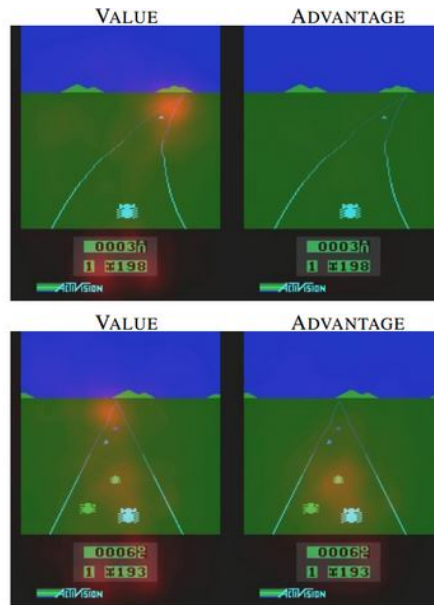 VALUE ADVANTAGE
0003
0003
1 198
1 198
ACTIVISION
ACTIVISION
VALUE ADVANTAGE
0006
0006
1 193
1 193
ACTIVISION
ACTIVISION